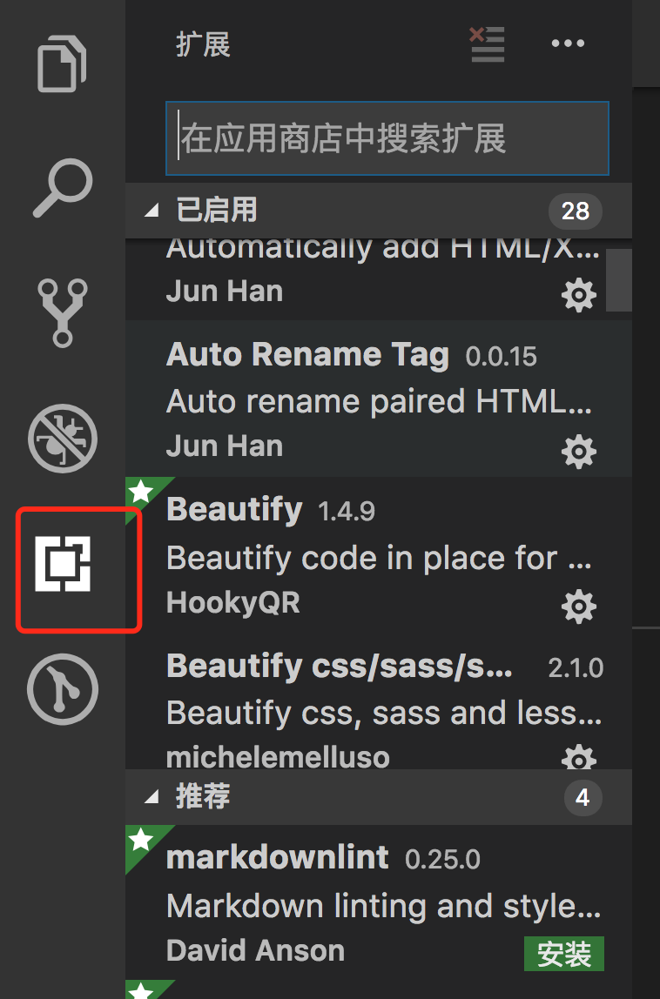 扩展
在应用商店中搜索扩展
已启用 28
Automatically add HTML/X...
Jun Han
Auto Rename Tag 0.0.15
Auto rename paired HTML...
Jun Han
Beautify 1.4.9
Beautify code in place for ...
HookyQR
Beautify css/sass/s... 2.1.0
Beautify css, sass and less...
michelemelluso
推荐 4
markdownlint 0.25.0
Markdown linting and style...
David Anson 安装